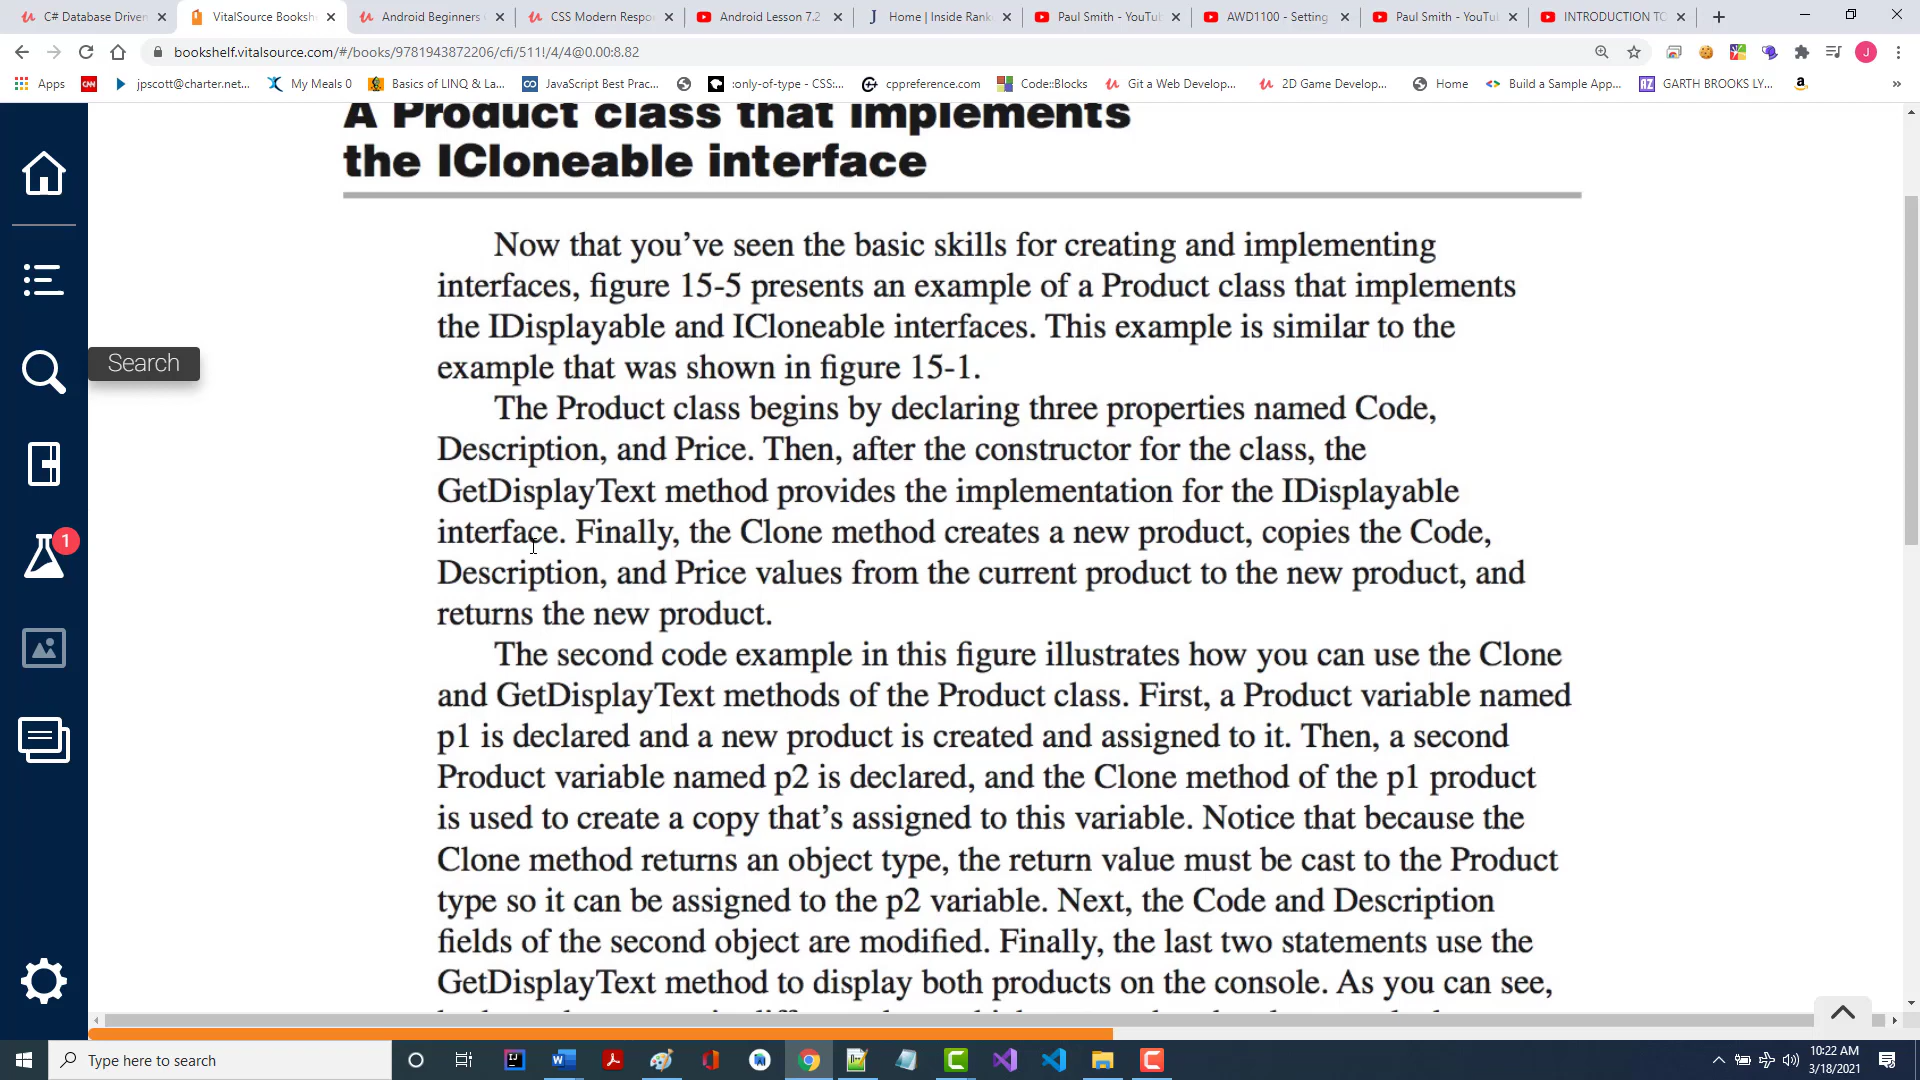 C# Database Driven
VitalSource Booksh
Android Beginners
CSS Modern Respo
Android Lesson 7.2
Home | Inside Rank
Paul Smith - YouTu
AWD1100 - Setting
Paul Smith - YouTu
INTRODUCTION TO
bookshelf.vitalsource.com/#/books/9781943872206/cfi/511!/4/4@0.00:8.82
J
Apps
CNN
jpscott@charter.net...
My Meals 0
Basics of LINQ & La...
JavaScript Best Prac...
:only-of-type - CSS:...
cppreference.com
Code::Blocks
Git a Web Develop...
2D Game Develop...
Home
Build a Sample App...
GARTH BROOKS LY...
»
A Product class that implements
the ICloneable interface
Now that you've seen the basic skills for creating and implementing
interfaces, figure 15-5 presents an example of a Product class that implements
the IDisplayable and ICloneable interfaces. This example is similar to the
example that was shown in figure 15-1.
The Product class begins by declaring three properties named Code,
Description, and Price. Then, after the constructor for the class, the
GetDisplayText method provides the implementation for the IDisplayable
interface. Finally, the Clone method creates a new product, copies the Code,
Description, and Price values from the current product to the new product, and
returns the new product.
The second code example in this figure illustrates how you can use the Clone
and GetDisplayText methods of the Product class. First, a Product variable named
p1 is declared and a new product is created and assigned to it. Then, a second
Product variable named p2 is declared, and the Clone method of the p1 product
is used to create a copy that's assigned to this variable. Notice that because the
Clone method returns an object type, the return value must be cast to the Product
type so it can be assigned to the p2 variable. Next, the Code and Description
fields of the second object are modified. Finally, the last two statements use the
GetDisplayText method to display both products on the console. As you can see,
Search
1
Type here to search
10:22 AM
3/18/2021